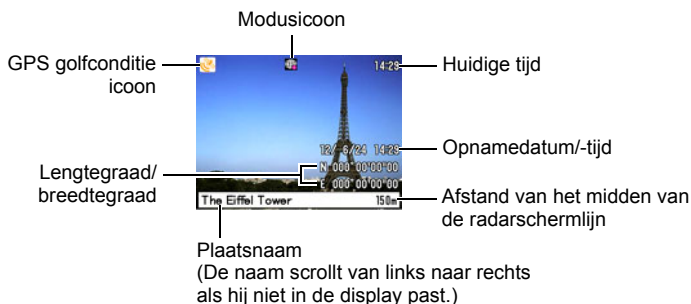 Modusicoon
GPS golfconditie
icoon
14:28
Huidige tijd
12/ 6/24 14:28
Opnamedatum/-tijd
Lengtegraad/
breedtegraad
N 000°00'00"00
E 000°00'00"00
The Eiffel Tower
150m
Afstand van het midden van
de radarschermlijn
Plaatsnaam
(De naam scrollt van links naar rechts
als hij niet in de display past.)